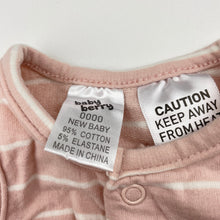 baby
berry
0000
NEW BABY
95% COTTON
5% ELASTANE
MADE IN CHINA
CAUTION
KEEP AWAY
FROM HEAT